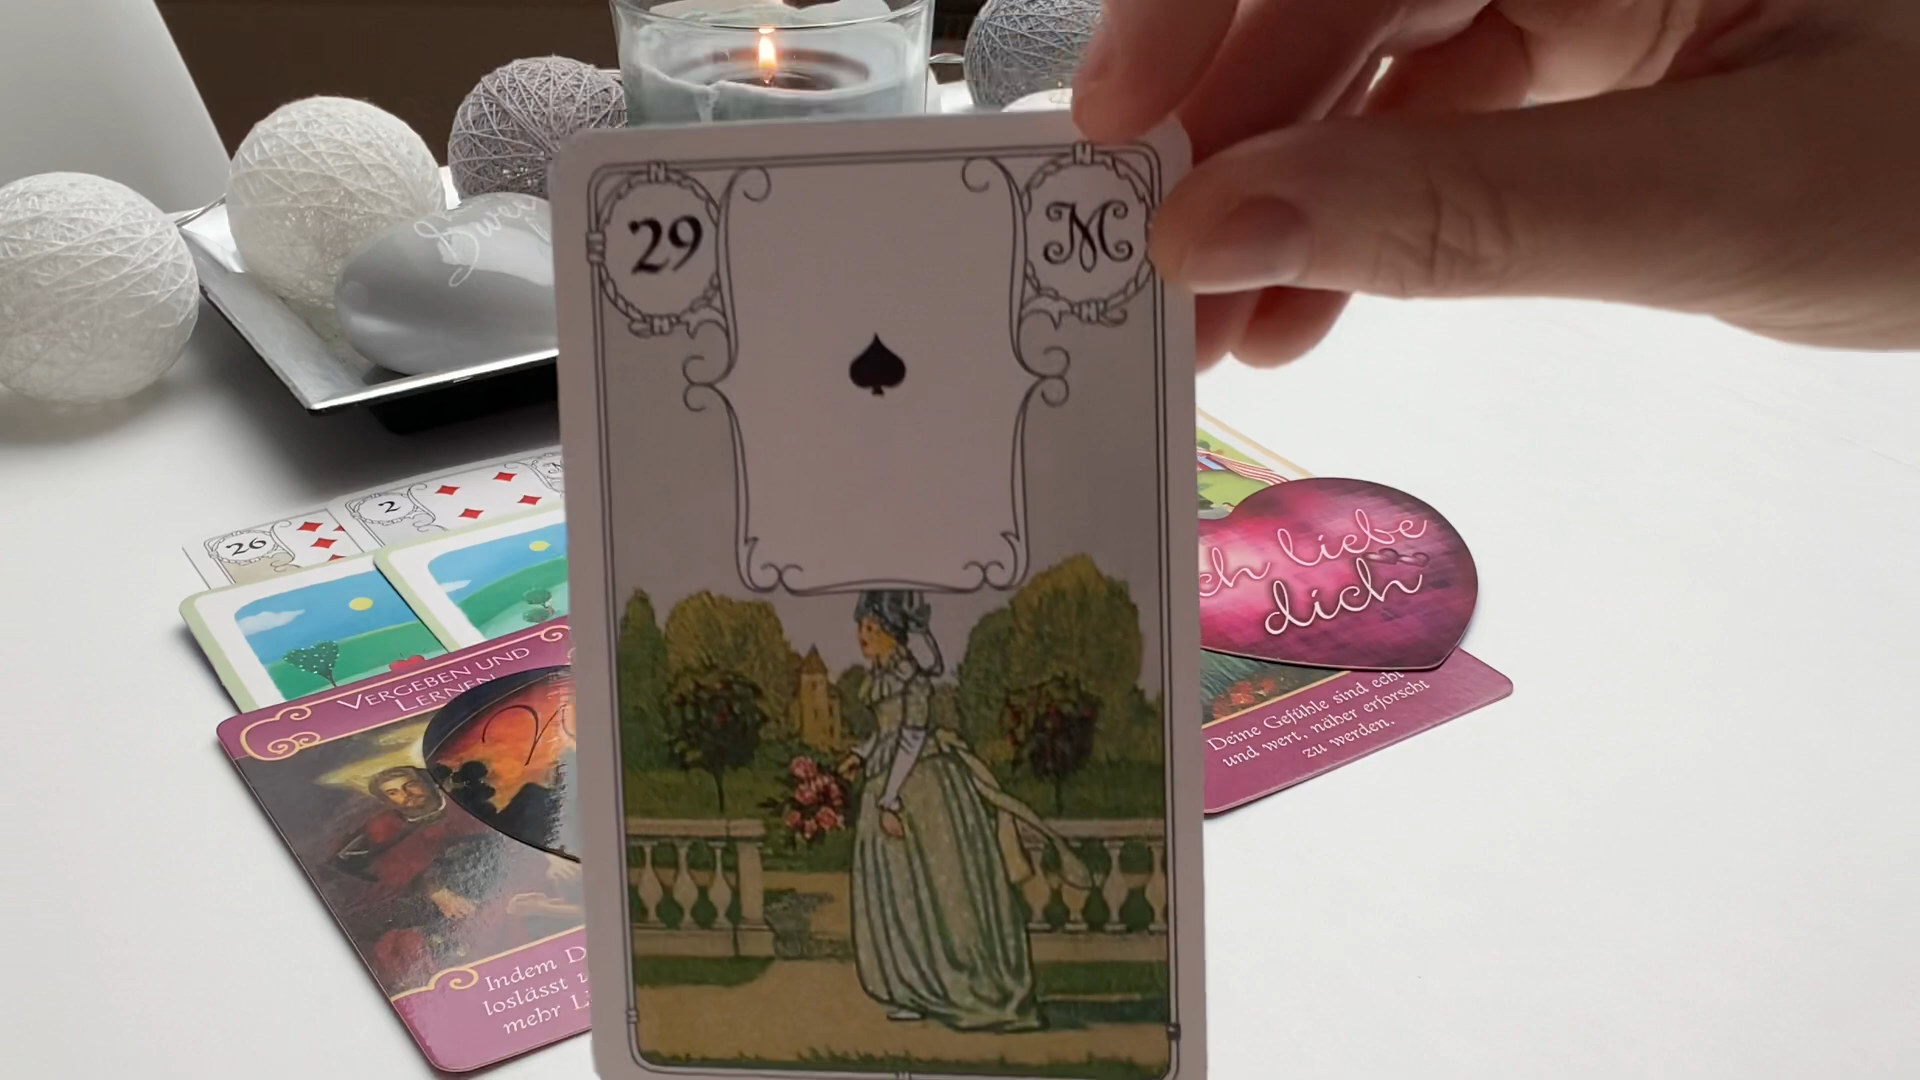 29
M
26
2
VERGEBEN UND
LERNEN
ch liebe
dich
Deine Gefühle sind echt
und wert, näher erforscht
zu werden.
Indem D
loslässt u
mehr Li